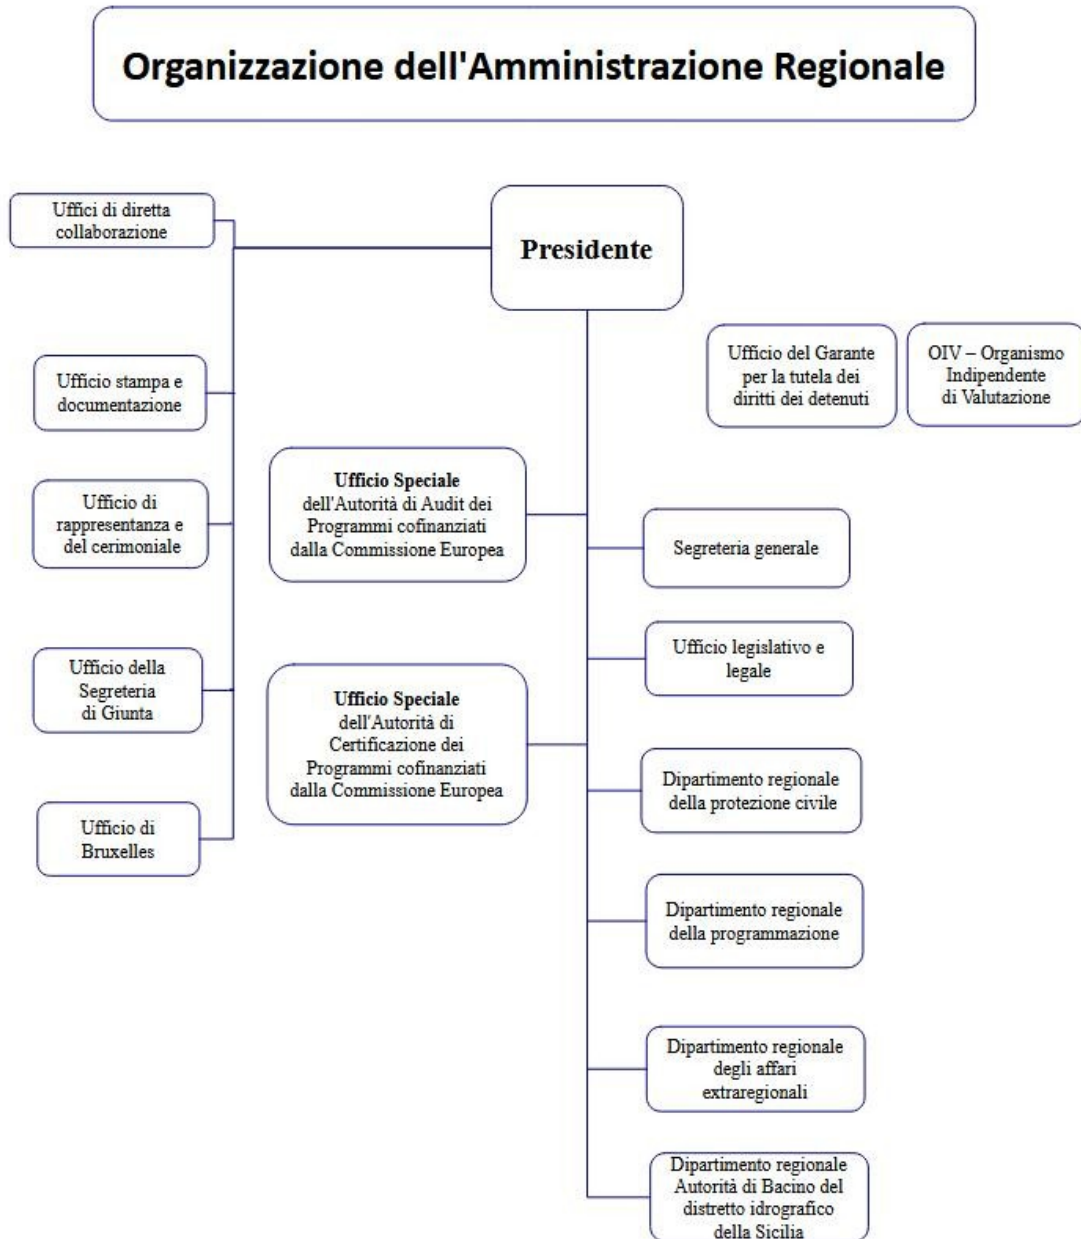 Organizzazione dell'Amministrazione Regionale
Uffici di diretta
collaborazione
Presidente
Ufficio del Garante
per la tutela dei
diritti dei detenuti
OIV – Organismo
Indipendente
di Valutazione
Ufficio stampa e
documentazione
Ufficio di
rappresentanza e
del cerimoniale
Ufficio della
Segreteria
di Giunta
Ufficio di
Bruxelles
Ufficio Speciale
dell'Autorità di Audit dei
Programmi cofinanziati
dalla Commissione Europea
Ufficio Speciale
dell'Autorità di
Certificazione dei
Programmi cofinanziati
dalla Commissione Europea
Segreteria generale
Ufficio legislativo e
legale
Dipartimento regionale
della protezione civile
Dipartimento regionale
della programmazione
Dipartimento regionale
degli affari
extraregionali
Dipartimento regionale
Autorità di Bacino del
distretto idrografico
della Sicilia